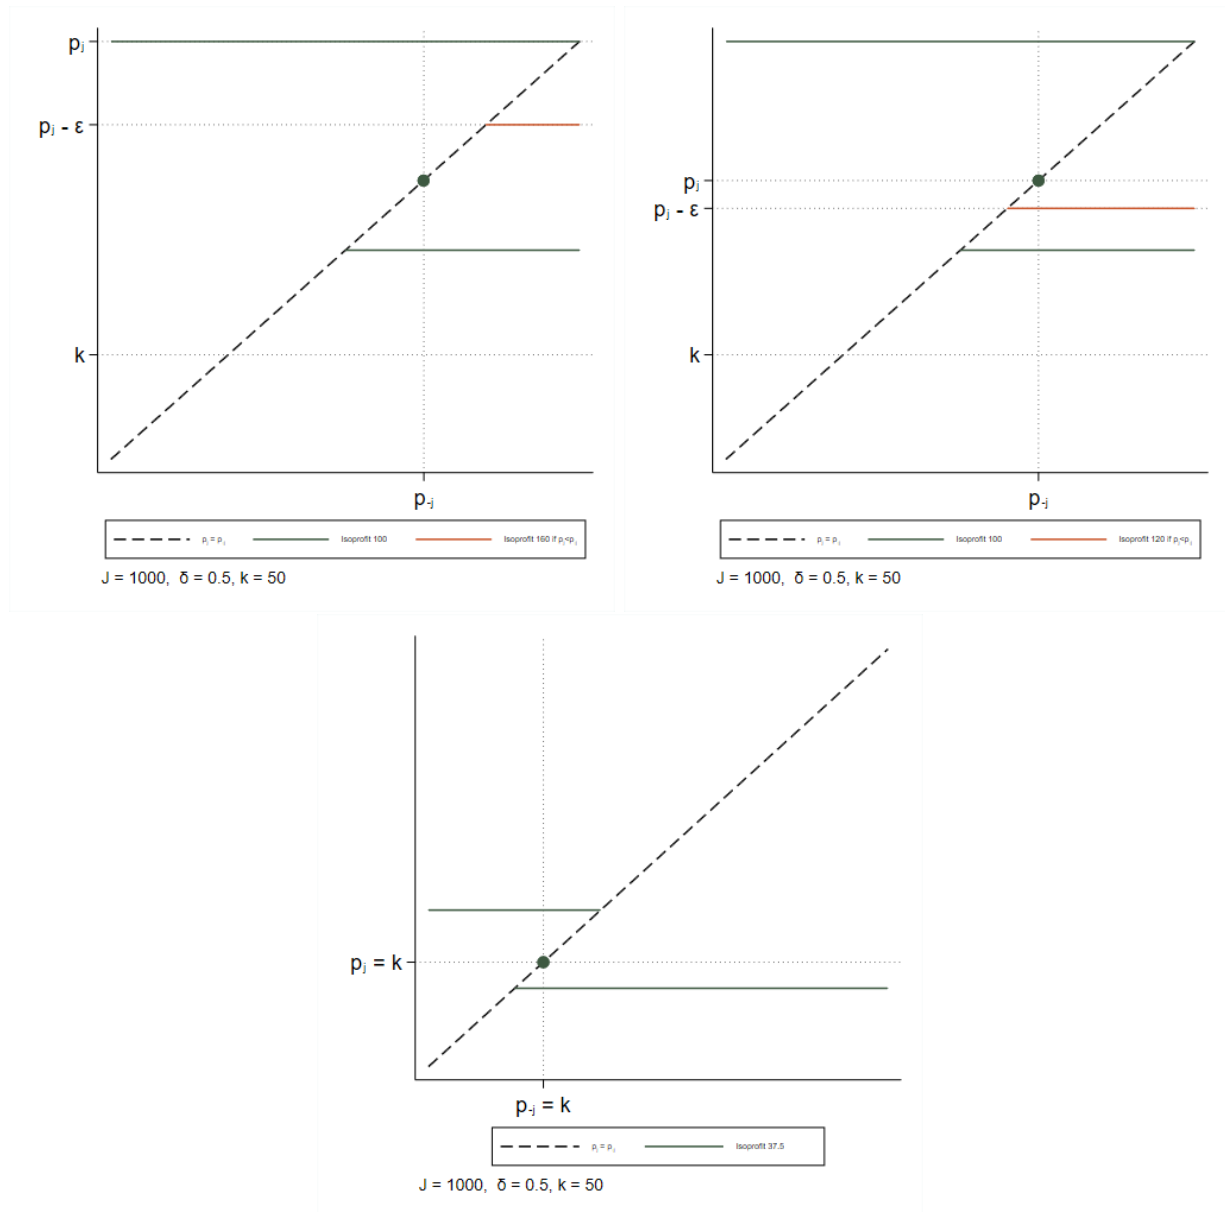 pⱼ
pⱼ - ε
k
p₋ⱼ
pⱼ = p₋ⱼ Isoprofit 100 Isoprofit 160 if pⱼ<p₋ⱼ
J = 1000, δ = 0.5, k = 50
pⱼ
pⱼ - ε
k
p₋ⱼ
pⱼ = p₋ⱼ Isoprofit 100 Isoprofit 120 if pⱼ<p₋ⱼ
J = 1000, δ = 0.5, k = 50
pⱼ = k
p₋ⱼ = k
pⱼ = p₋ⱼ Isoprofit 37.5
J = 1000, δ = 0.5, k = 50